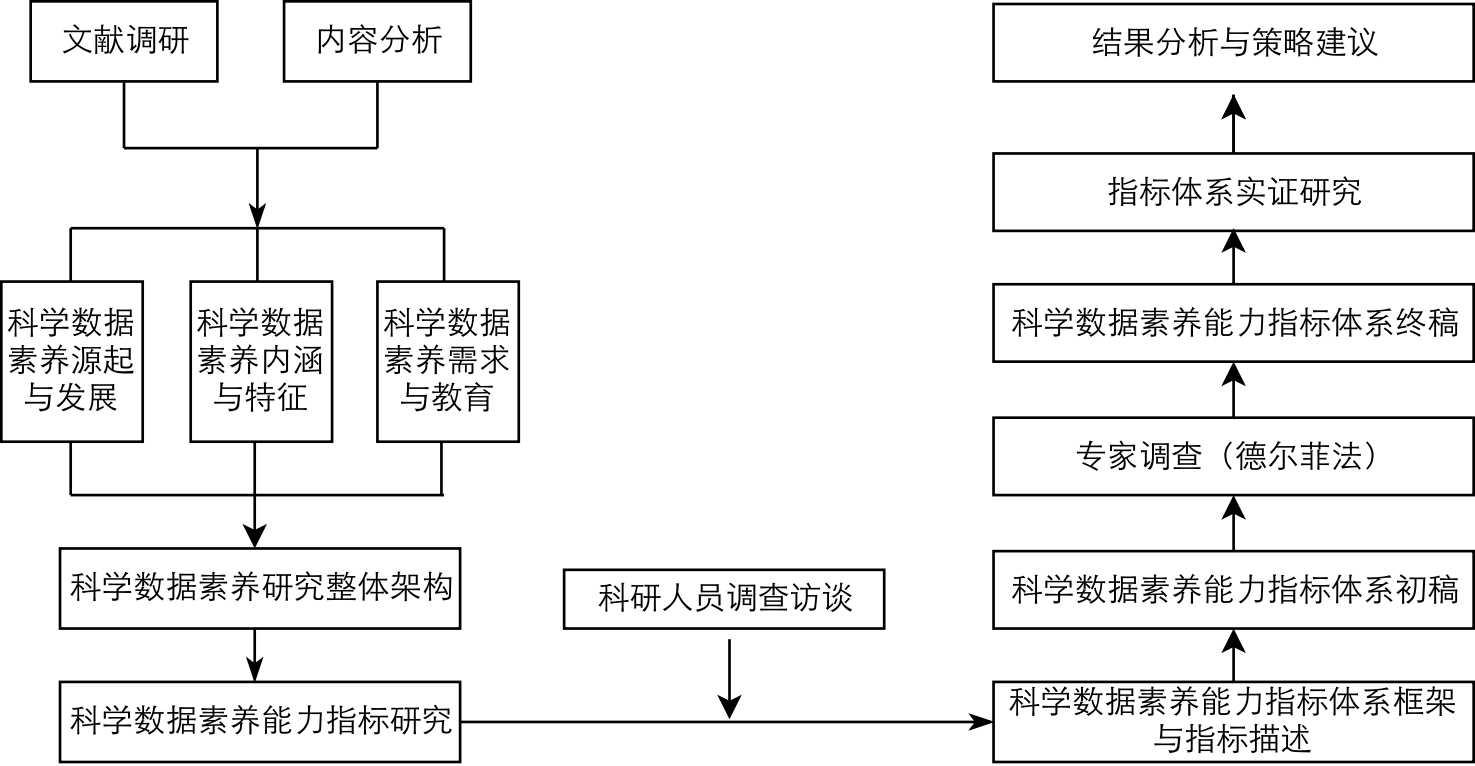 文献调研
内容分析
科学数据
素养源起
与发展
科学数据
素养内涵
与特征
科学数据
素养需求
与教育
科学数据素养研究整体架构
科学数据素养能力指标研究
科研人员调查访谈
科学数据素养能力指标体系框架
与指标描述
科学数据素养能力指标体系初稿
专家调查（德尔菲法）
科学数据素养能力指标体系终稿
指标体系实证研究
结果分析与策略建议